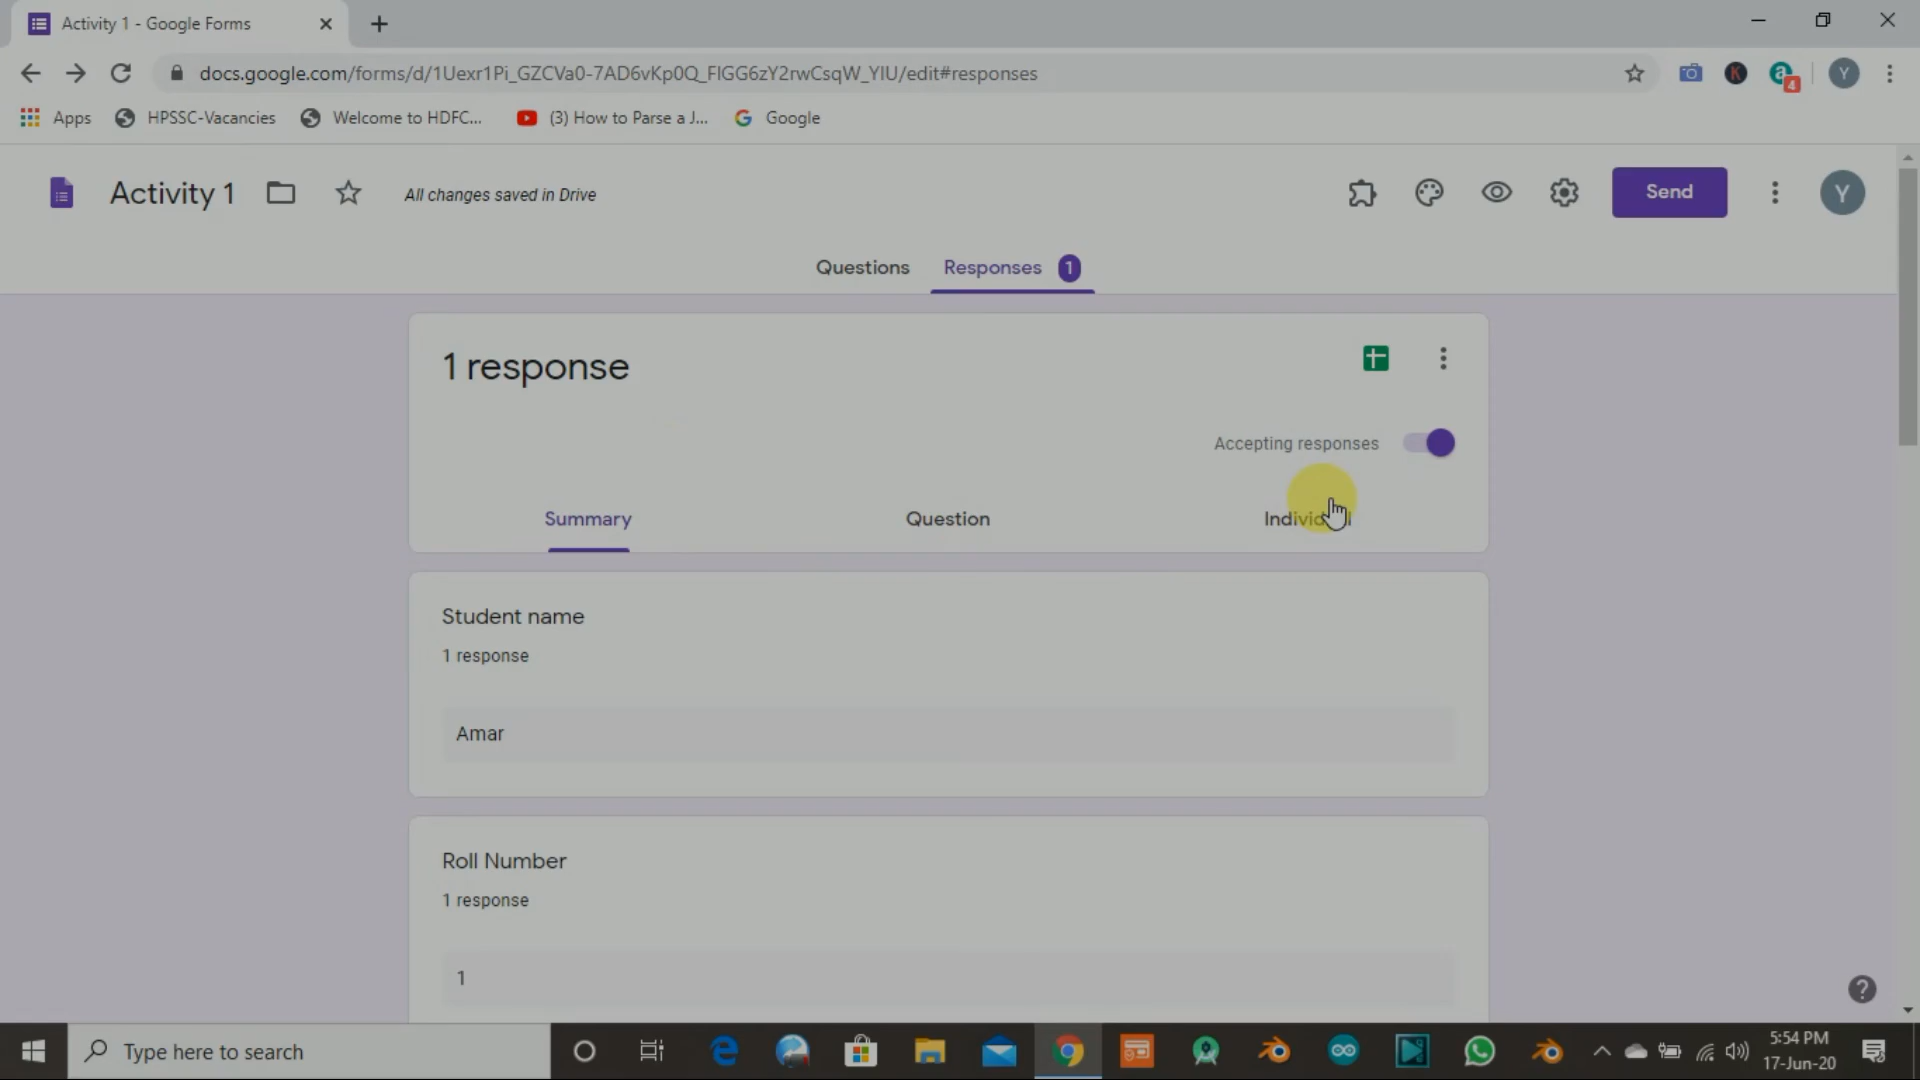 Activity 1 - Google Forms
docs.google.com/forms/d/1Uexr1Pi_GZCVa0-7AD6vKp0Q_FIGG6zY2rwCsqW_YIU/edit#responses
K
4
Y
Apps
HPSSC-Vacancies
Welcome to HDFC...
(3) How to Parse a J...
Google
Activity 1
All changes saved in Drive
Send
Y
Questions
Responses
1
1 response
Accepting responses
Summary
Question
Student name
1 response
Amar
Roll Number
1 response
1
Type here to search
5:54 PM
17-Jun-20